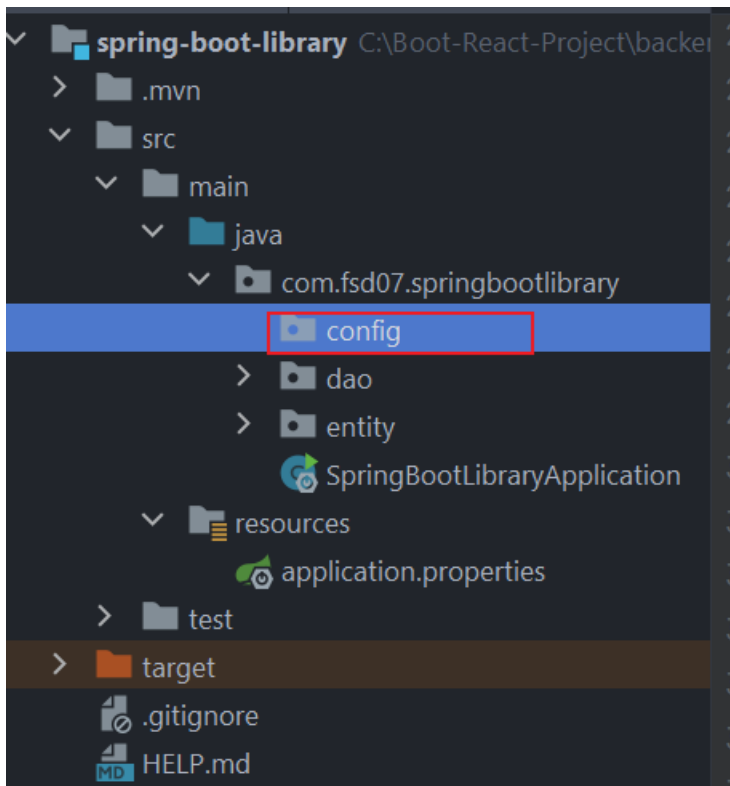 spring-boot-library C:\Boot-React-Project\backer
.mvn
src
main
java
com.fsd07.springbootlibrary
config
dao
entity
SpringBootLibraryApplication
resources
application.properties
test
target
.gitignore
MD HELP.md